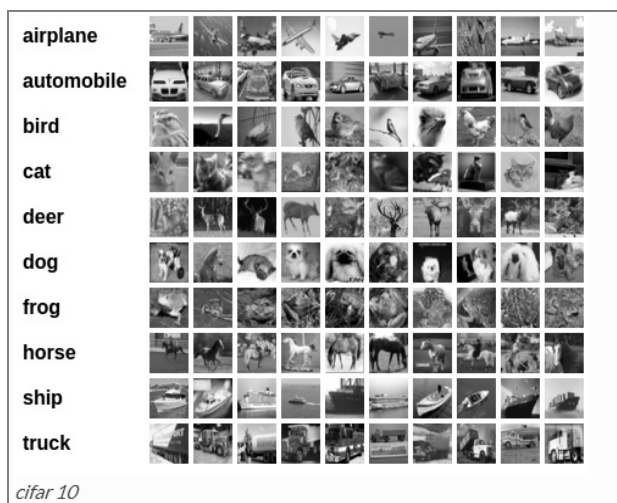 airplane
automobile
bird
cat
deer
dog
frog
horse
ship
truck
cifar 10